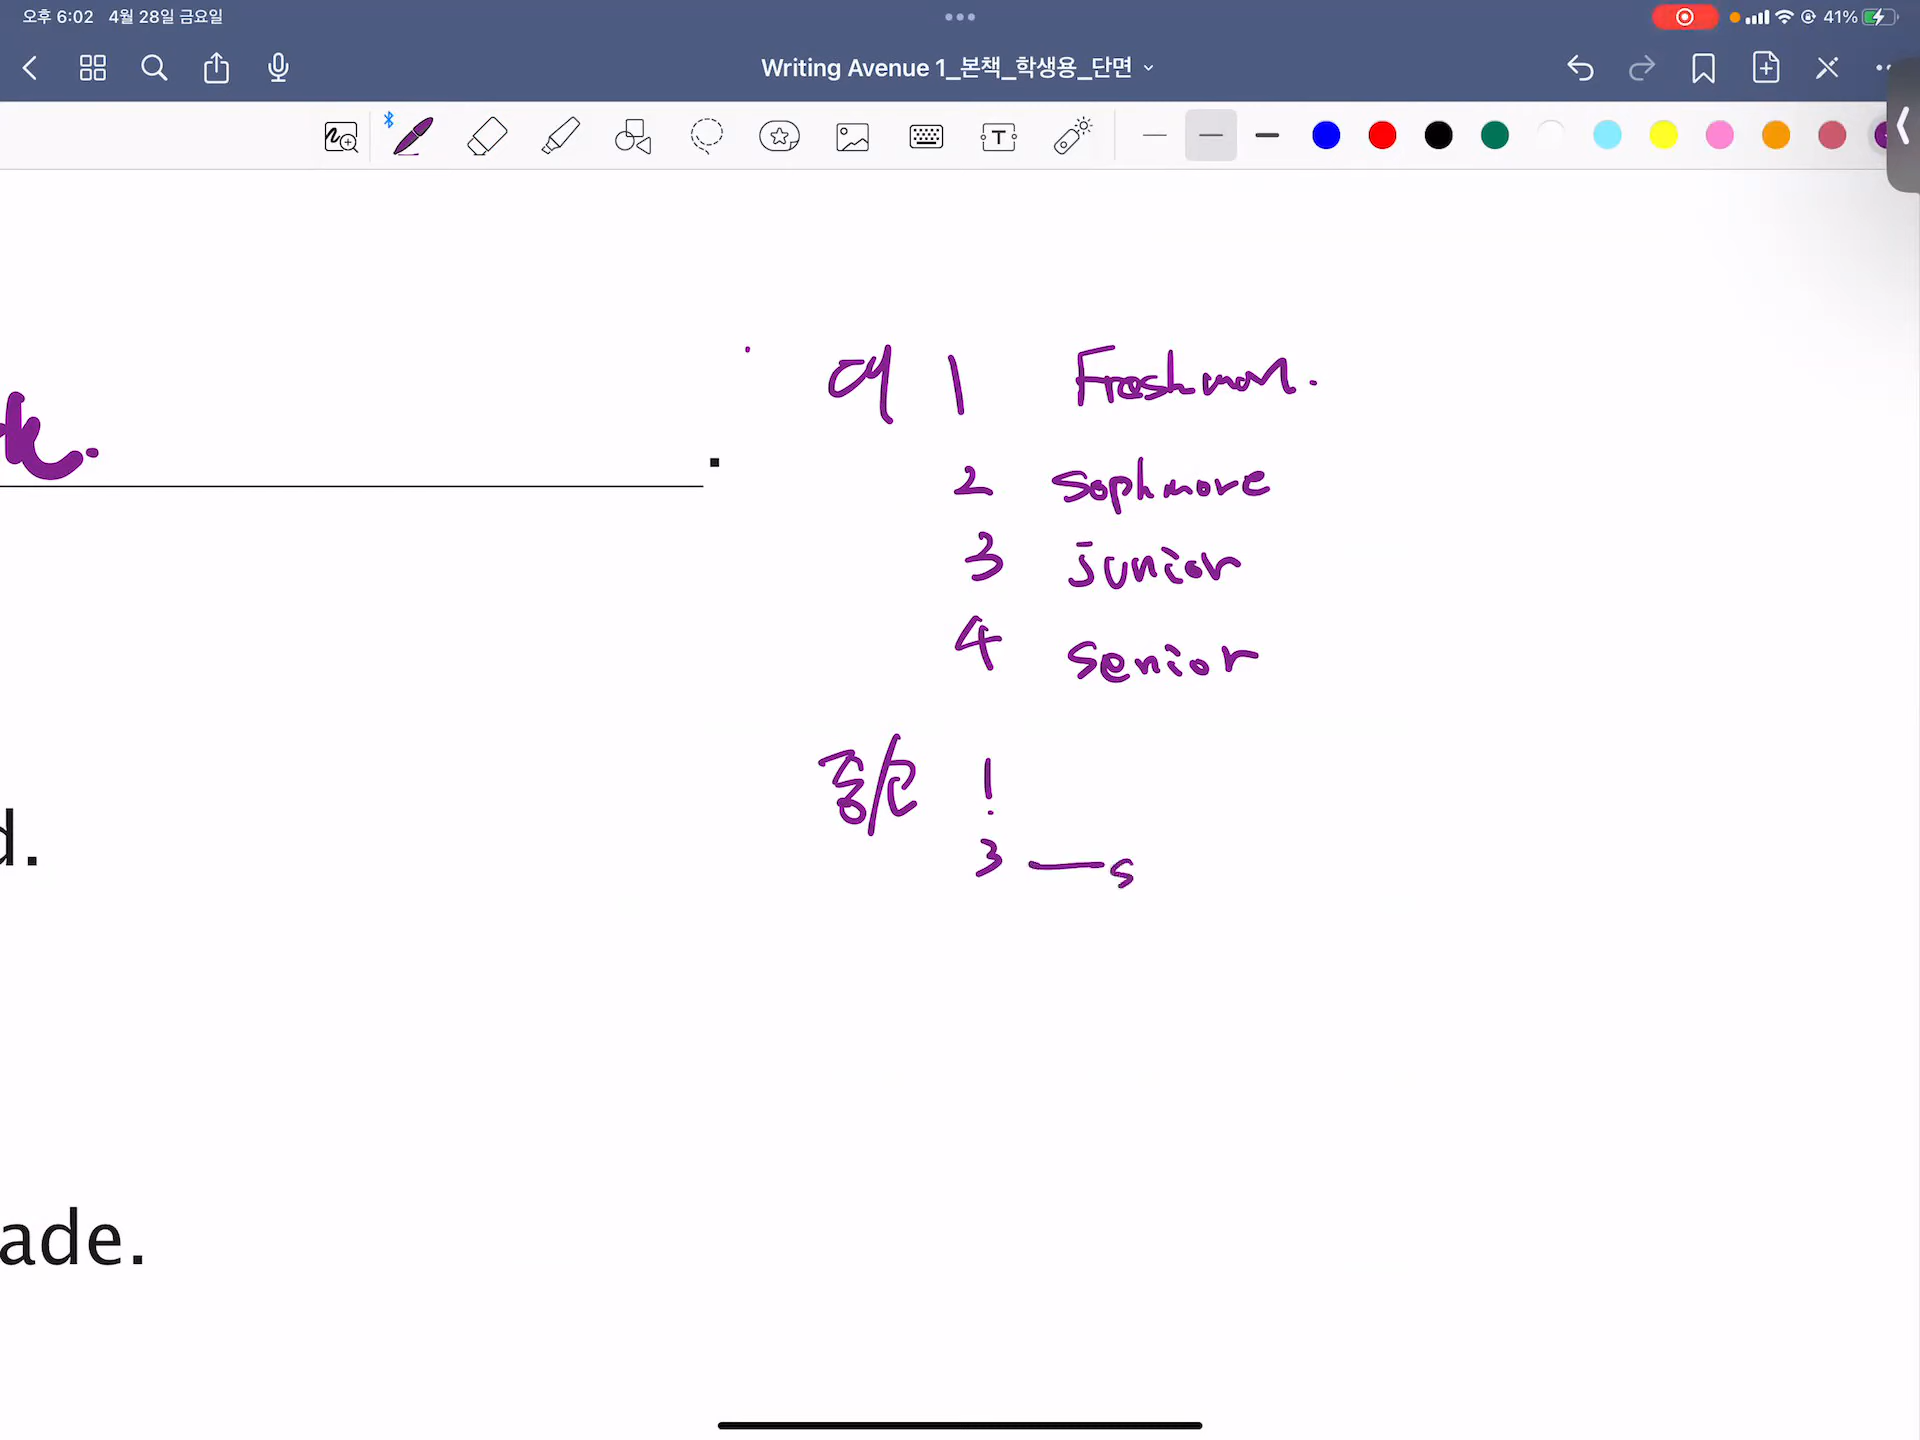 오후 6:02 4월 28일 금요일
41%
Writing Avenue 1_본책_학생용_단면
T
1 Freshman.
k. .
2 Sophmore
3 junior
4 senior
중/고 1
d.
3 s
ade.